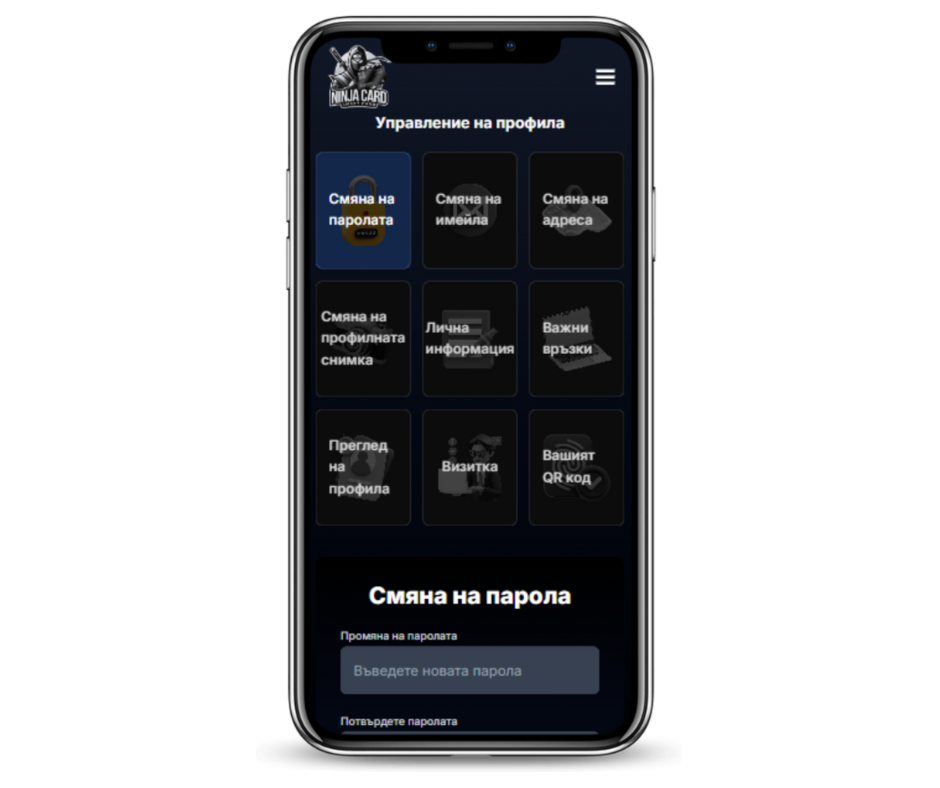 NINJA CARD
Управление на профила
Смяна на
паролата
Смяна на
имейла
Смяна на
адреса
Смяна на
профилната
снимка
Лична
информация
Важни
връзки
Преглед
на
профила
Визитка
Вашият
QR код
Смяна на парола
Промяна на паролата
Въведете новата парола
Потвърдете паролата